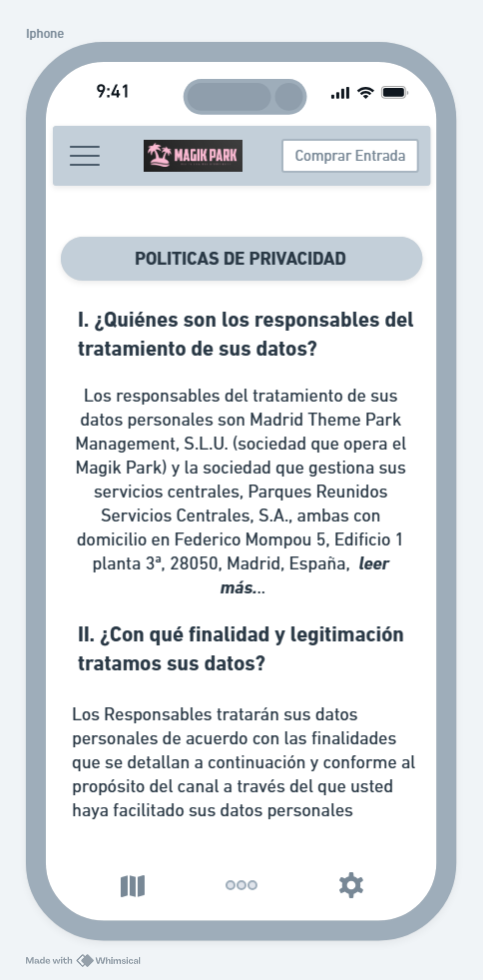 Iphone
9:41
MAGIK PARK
Comprar Entrada
POLITICAS DE PRIVACIDAD
I. ¿Quiénes son los responsables del
tratamiento de sus datos?
Los responsables del tratamiento de sus
datos personales son Madrid Theme Park
Management, S.L.U. (sociedad que opera el
Magik Park) y la sociedad que gestiona sus
servicios centrales, Parques Reunidos
Servicios Centrales, S.A., ambas con
domicilio en Federico Mompou 5, Edificio 1
planta 3ª, 28050, Madrid, España, leer
más...
II. ¿Con qué finalidad y legitimación
tratamos sus datos?
Los Responsables tratarán sus datos
personales de acuerdo con las finalidades
que se detallan a continuación y conforme al
propósito del canal a través del que usted
haya facilitado sus datos personales
Made with Whimsical